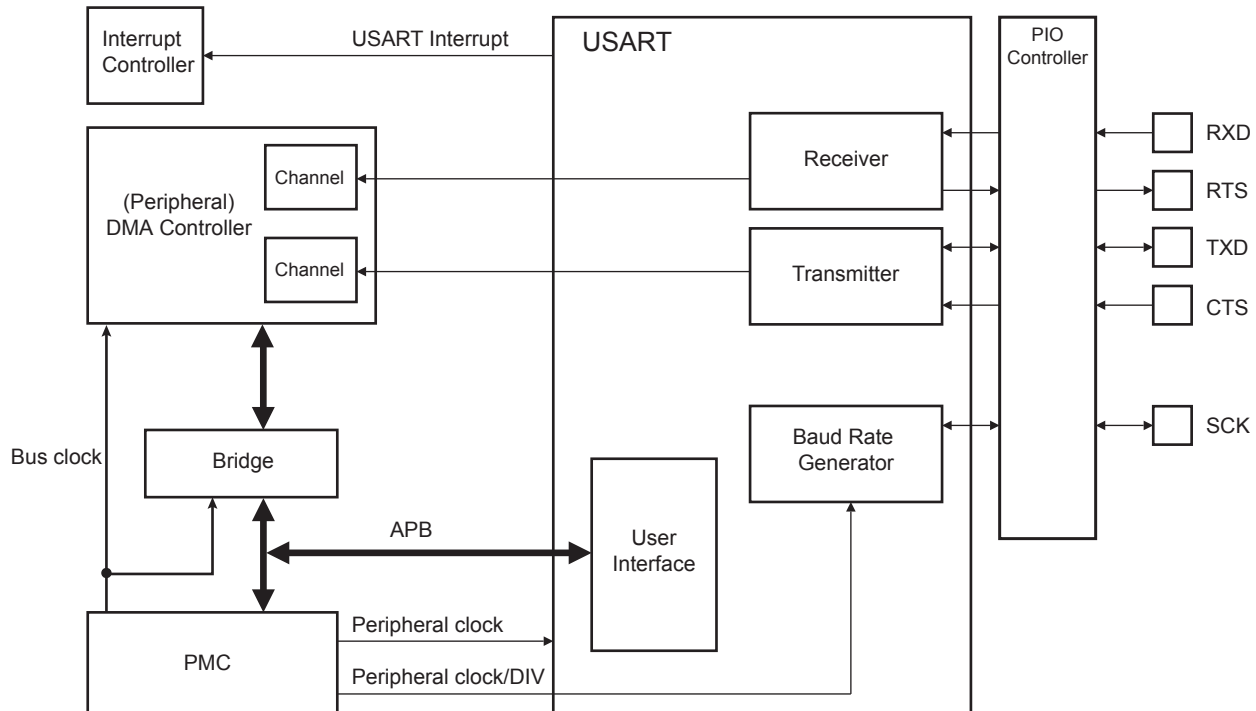 Interrupt
Controller
USART Interrupt
USART
PIO
Controller
(Peripheral)
DMA Controller
Channel
Channel
Receiver
Transmitter
RXD
RTS
TXD
CTS
SCK
Baud Rate
Generator
Bus clock
Bridge
APB
User
Interface
PMC
Peripheral clock
Peripheral clock/DIV